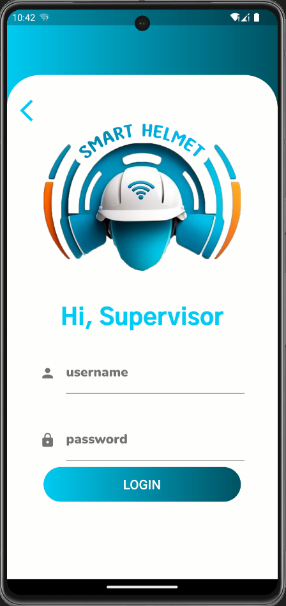 10:42
SMART HELMET
Hi, Supervisor
username
password
LOGIN